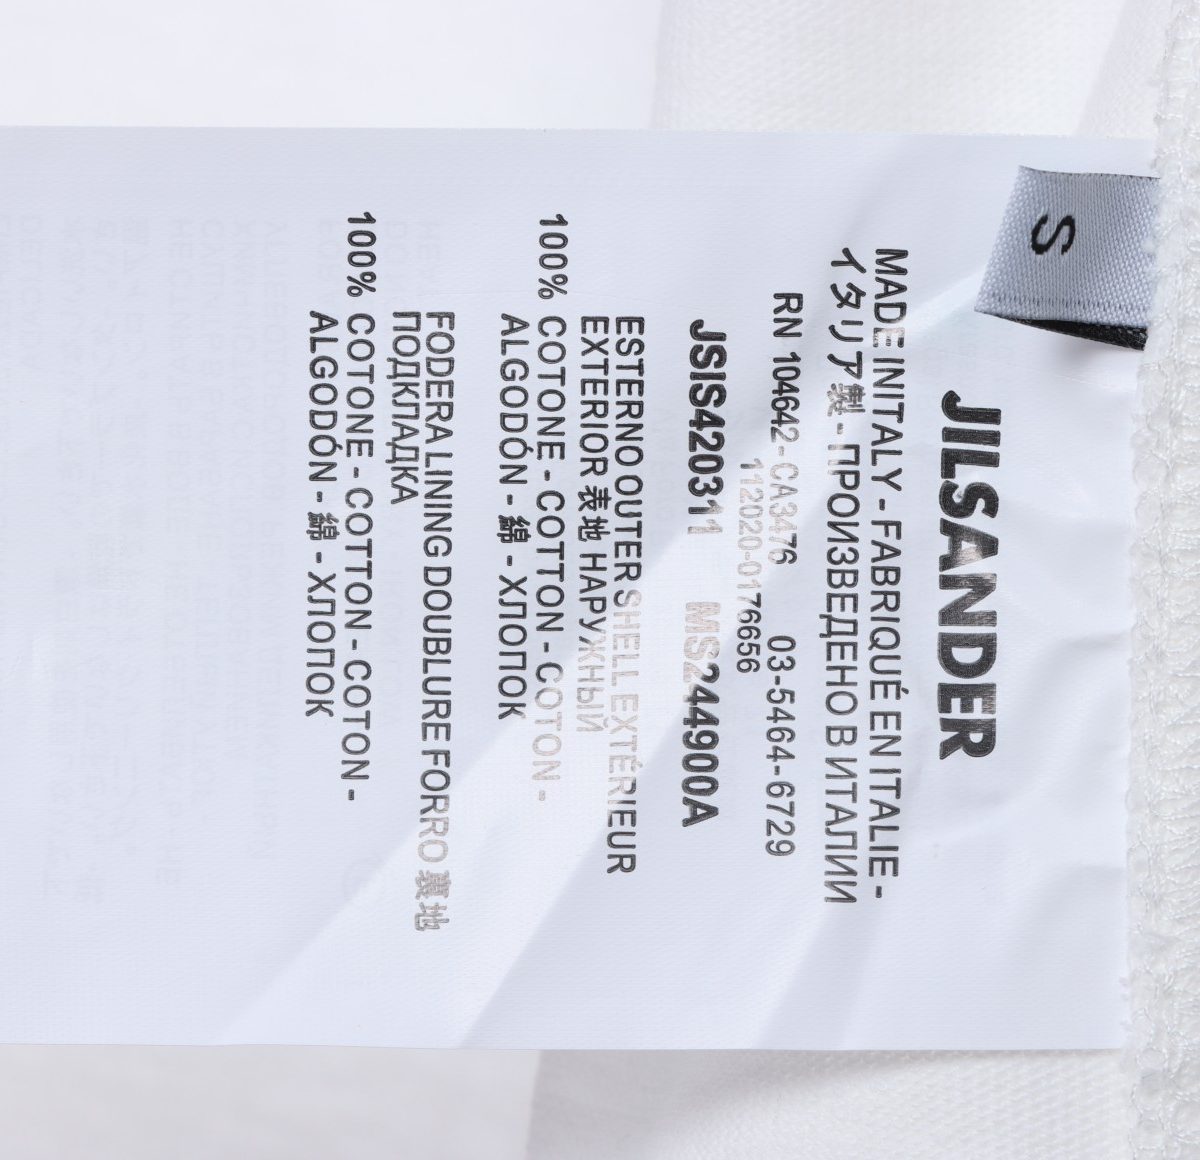 S
JILSANDER
MADE IN ITALY - FABRIQUÉ EN ITALIE -
イタリア製 - ПРОИЗВЕДЕНО В ИТАЛИИ
RN 104642 - CA3476 03-5464-6729
112020-0176656
JSIS420311 MS244900A
ESTERNO OUTER SHELL EXTÉRIEUR
EXTERIOR 表地 НАРУЖНЫЙ
100% COTONE - COTTON - COTON -
ALGODÓN - 綿 - ХЛОПОК
FODERA LINING DOUBLURE FORRO 裏地
ПОДКЛАДКА
100% COTONE - COTTON - COTON -
ALGODÓN - 綿 - ХЛОПОК